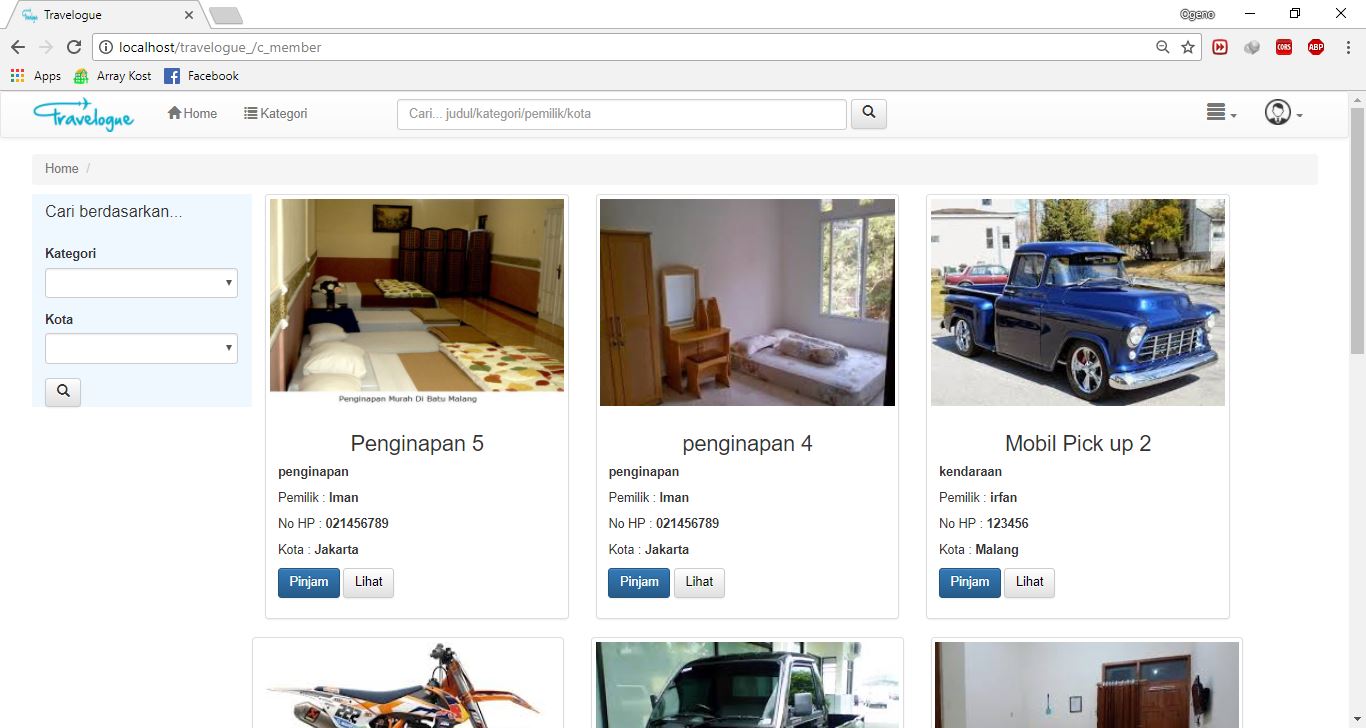 Travelogue
Ogeno
localhost/travelogue_/c_member
CORS
ABP
Apps
Array Kost
Facebook
Travelogue
Home
Kategori
Cari... judul/kategori/pemilik/kota
Home /
Cari berdasarkan...
Kategori
Kota
Penginapan Murah Di Batu Malang
Penginapan 5
penginapan
Pemilik : Iman
No HP : 021456789
Kota : Jakarta
Pinjam Lihat
penginapan 4
penginapan
Pemilik : Iman
No HP : 021456789
Kota : Jakarta
Pinjam Lihat
Mobil Pick up 2
kendaraan
Pemilik : irfan
No HP : 123456
Kota : Malang
Pinjam Lihat